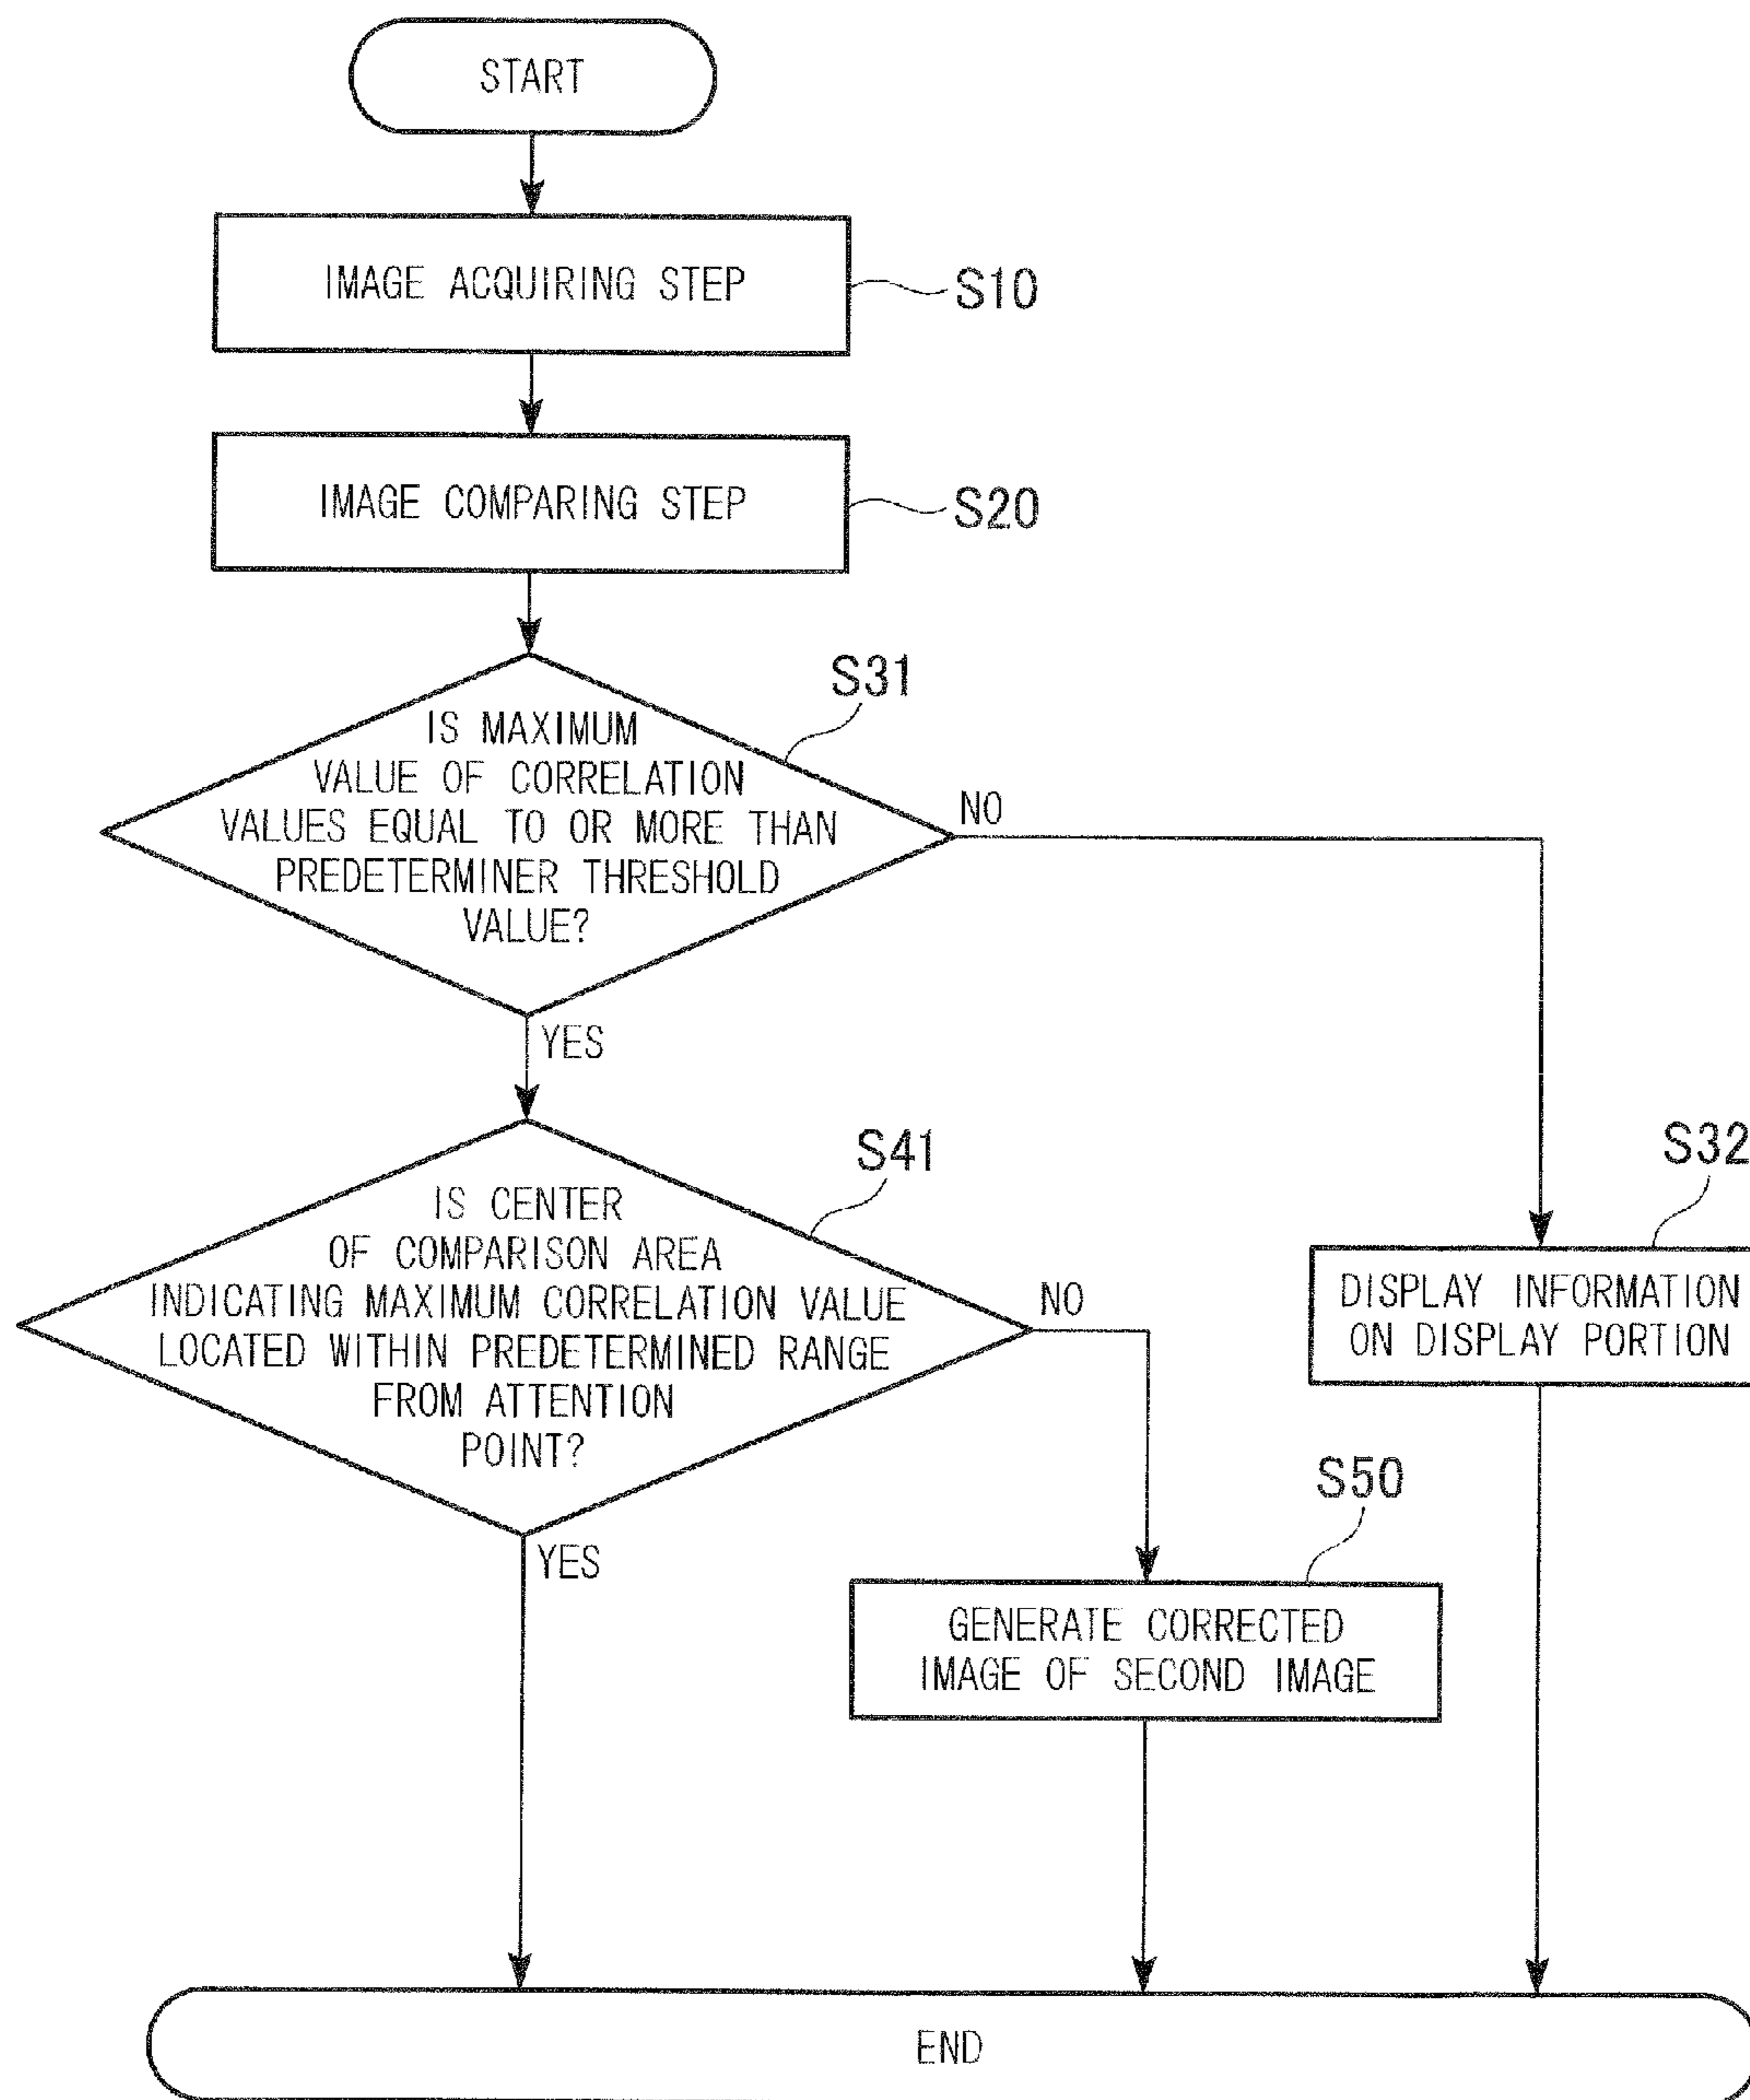 START
IMAGE ACQUIRING STEP
S10
IMAGE COMPARING STEP
S20
S31
IS MAXIMUM
VALUE OF CORRELATION
VALUES EQUAL TO OR MORE THAN
PREDETERMINER THRESHOLD
VALUE?
NO
YES
S41
IS CENTER
OF COMPARISON AREA
INDICATING MAXIMUM CORRELATION VALUE
LOCATED WITHIN PREDETERMINED RANGE
FROM ATTENTION
POINT?
NO
YES
S32
DISPLAY INFORMATION
ON DISPLAY PORTION
S50
GENERATE CORRECTED
IMAGE OF SECOND IMAGE
END